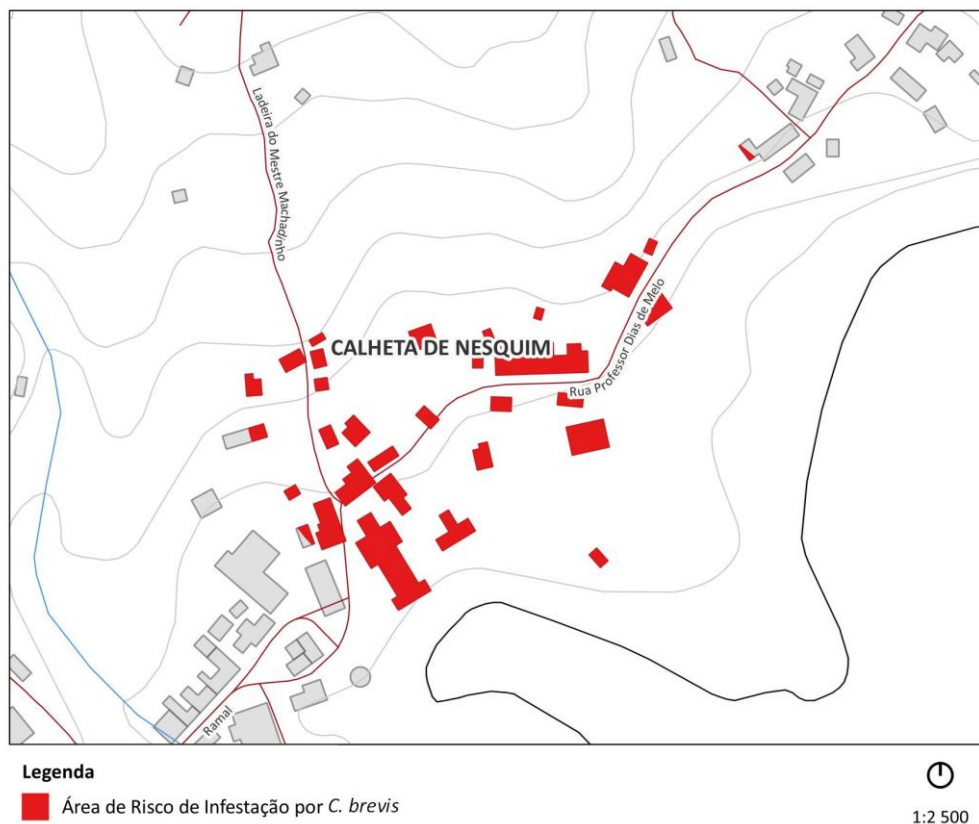 Ladeira do Mestre Machadinho
CALHETA DE NESQUIM
Rua Professor Dias de Melo
Ramal
Legenda
Área de Risco de Infestação por C. brevis
1:2 500